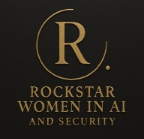 R
ROCKSTAR
WOMEN IN AI
AND SECURITY